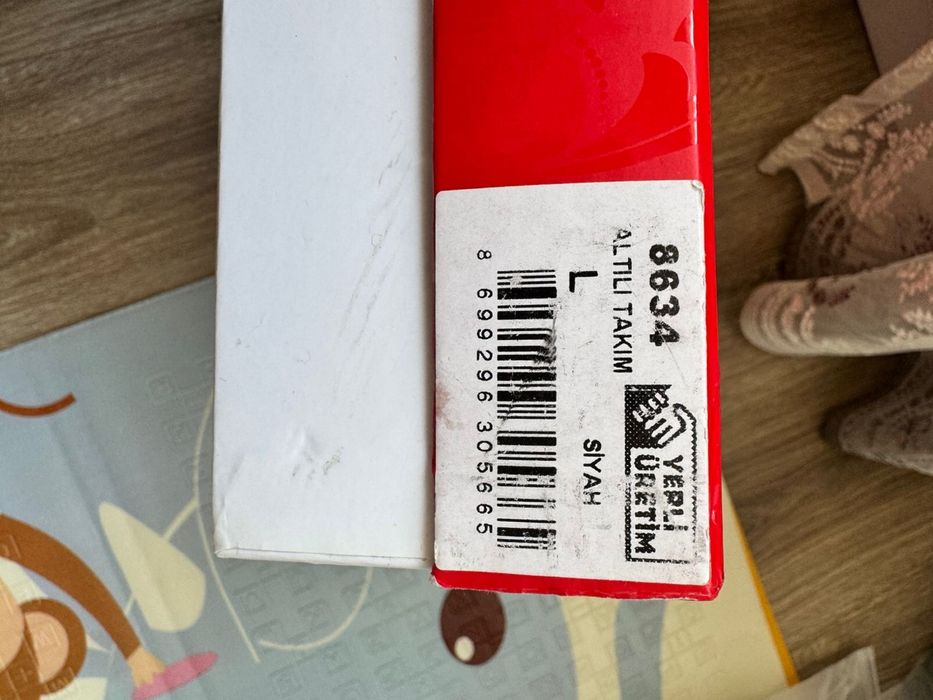 8634
ALTILI TAKIM
L
SİYAH
YERLİ
ÜRETİM
8 699296 305665